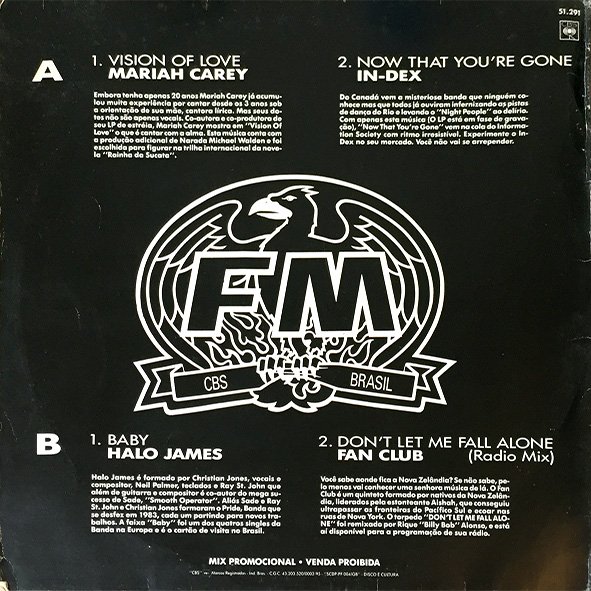 51.291
A
1. VISION OF LOVE
MARIAH CAREY
Embora tenha apenas 20 anos Mariah Carey já acumu-
lou muita experiência por cantar desde os 3 anos sob
a orientação de sua mãe, cantora lírica. Mas seus do-
tes não são apenas vocais. Co-autora e co-produtora de
seu LP de estréia, Mariah Carey mostra em "Vision Of
Love" o que é cantar com a alma. Esta música conta com
a produção adicional de Narada Michael Walden e foi
escolhida para figurar na trilha internacional da nove-
la "Rainha da Sucata".
2. NOW THAT YOU'RE GONE
IN-DEX
Do Canadá vem a misteriosa banda que ninguém co-
nhece mas que todos já ouviram infernizando as pistas
de dança do Rio e levando a "Night People" ao delírio.
Com apenas esta música (O LP está em fase de grava-
ção), "Now That You're Gone" vem na cola do Informa-
tion Society com ritmo irresistível. Experimente o In-
Dex no seu mercado. Você não vai se arrepender.
FM
CBS BRASIL
B
1. BABY
HALO JAMES
Halo James é formado por Christian Jones, vocais e
compositor, Neil Palmer, teclados e Ray St. John que
além de guitarra e compositor é co-autor do mega su-
cesso de Sade, "Smooth Operator". Aliás Sade e Ray
St. John e Christian Jones formaram o Pride, Banda que
se desfez em 1983, cada um partindo para novos tra-
balhos. A faixa "Baby" foi um dos quatros singles da
Banda na Europa e é o cartão de visita no Brasil.
2. DON'T LET ME FALL ALONE
FAN CLUB (Radio Mix)
Você sabe aonde fica a Nova Zelândia? Se não sabe, pe-
lo menos vai conhecer uma senhora música de lá. O Fan
Club é um quinteto formado por nativos da Nova Zelân-
dia, liderados pela estonteante Aishah, que conseguiu
ultrapassar as fronteiras do Pacífico Sul e ecoar nas
ruas de Nova York. O torpedo "DON'T LET ME FALL ALO-
NE" foi remixado por Rique "Billy Bob" Alonso, e está
aí disponível para a programação de sua rádio.
MIX PROMOCIONAL • VENDA PROIBIDA
"CBS" Marcas Registradas - Ind. Bras. - C.G.C. - DISCO É CULTURA